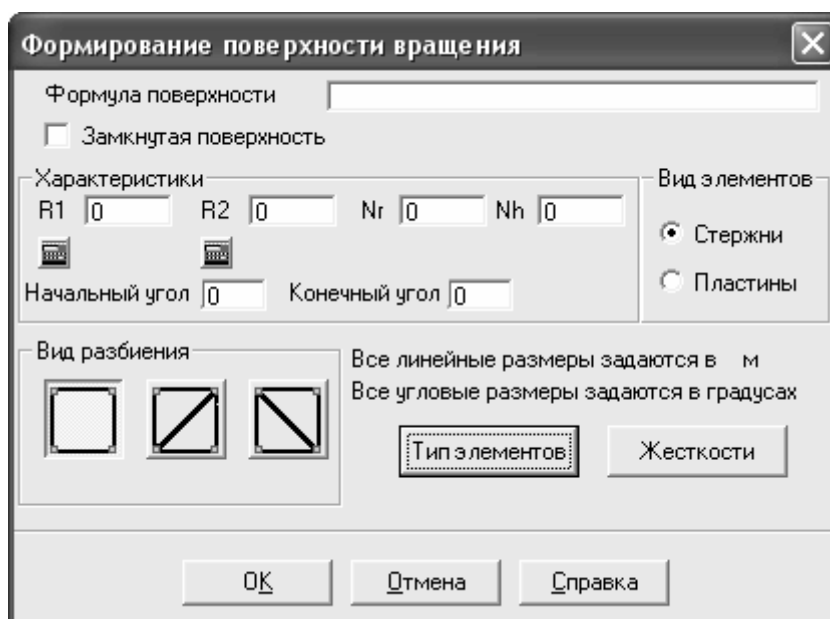 Формирование поверхности вращения
Формула поверхности
Замкнутая поверхность
Характеристики
Вид элементов
R1 0 R2 0 Nr 0 Nh 0
Стержни
Пластины
Начальный угол 0 Конечный угол 0
Вид разбиения
Все линейные размеры задаются в м
Все угловые размеры задаются в градусах
Тип элементов Жесткости
OK Отмена Справка